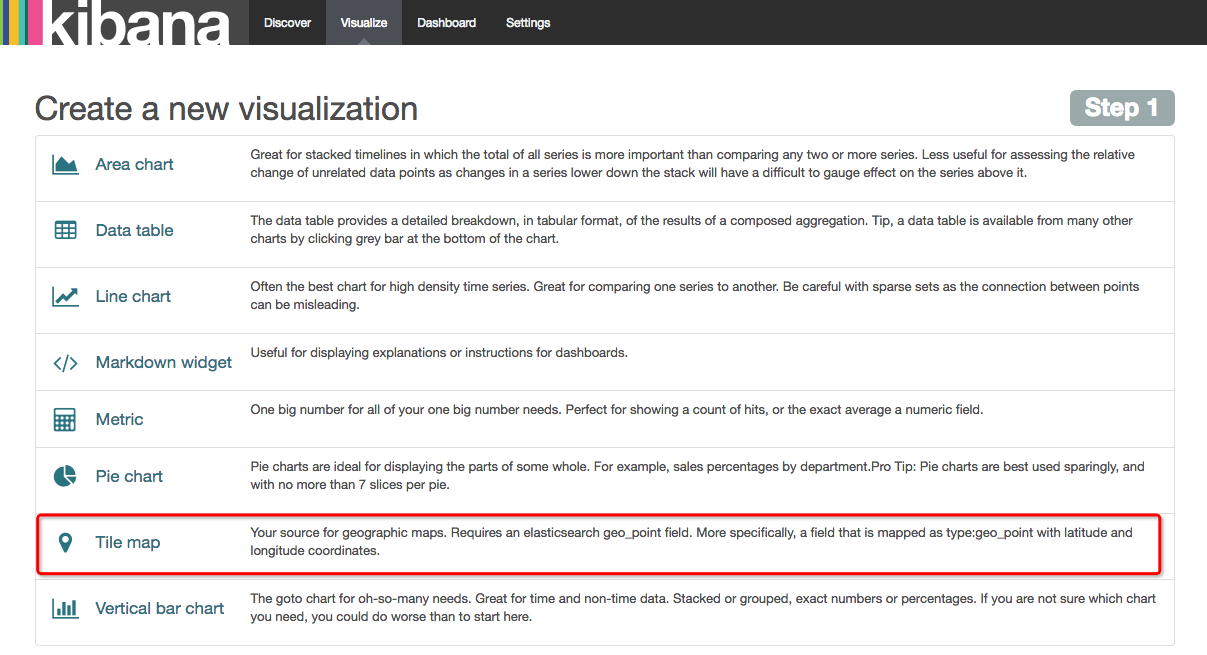 kibana
Discover
Visualize
Dashboard
Settings
Create a new visualization
Step 1
Area chart
Great for stacked timelines in which the total of all series is more important than comparing any two or more series. Less useful for assessing the relative
change of unrelated data points as changes in a series lower down the stack will have a difficult to gauge effect on the series above it.
Data table
The data table provides a detailed breakdown, in tabular format, of the results of a composed aggregation. Tip, a data table is available from many other
charts by clicking grey bar at the bottom of the chart.
Line chart
Often the best chart for high density time series. Great for comparing one series to another. Be careful with sparse sets as the connection between points
can be misleading.
Markdown widget
Useful for displaying explanations or instructions for dashboards.
Metric
One big number for all of your one big number needs. Perfect for showing a count of hits, or the exact average a numeric field.
Pie chart
Pie charts are ideal for displaying the parts of some whole. For example, sales percentages by department.Pro Tip: Pie charts are best used sparingly, and
with no more than 7 slices per pie.
Tile map
Your source for geographic maps. Requires an elasticsearch geo_point field. More specifically, a field that is mapped as type:geo_point with latitude and
longitude coordinates.
Vertical bar chart
The goto chart for oh-so-many needs. Great for time and non-time data. Stacked or grouped, exact numbers or percentages. If you are not sure which chart
you need, you could do worse than to start here.